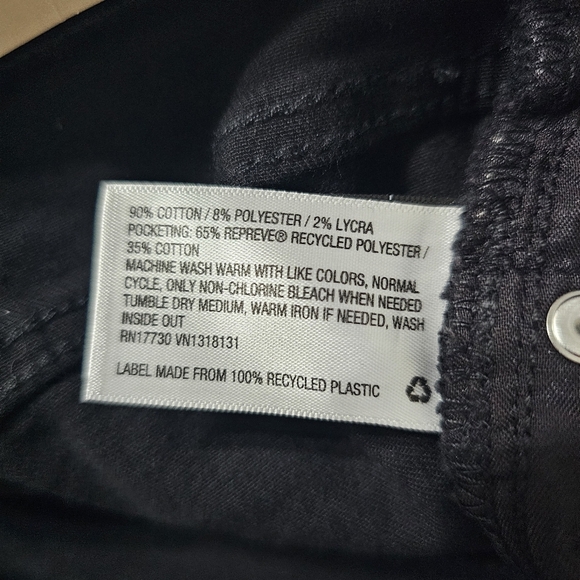 90% COTTON / 8% POLYESTER / 2% LYCRA
POCKETING: 65% REPREVE® RECYCLED POLYESTER /
35% COTTON
MACHINE WASH WARM WITH LIKE COLORS, NORMAL
CYCLE, ONLY NON-CHLORINE BLEACH WHEN NEEDED
TUMBLE DRY MEDIUM, WARM IRON IF NEEDED, WASH
INSIDE OUT
RN17730 VN1318131
LABEL MADE FROM 100% RECYCLED PLASTIC